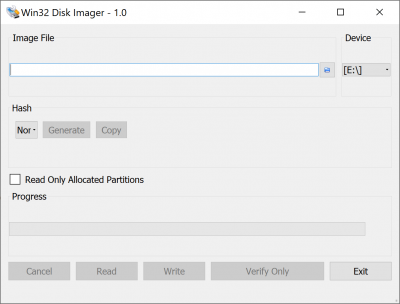 Win32 Disk Imager - 1.0
Image File
Device
[E:\]
Hash
Nor
Generate
Copy
Read Only Allocated Partitions
Progress
Cancel
Read
Write
Verify Only
Exit